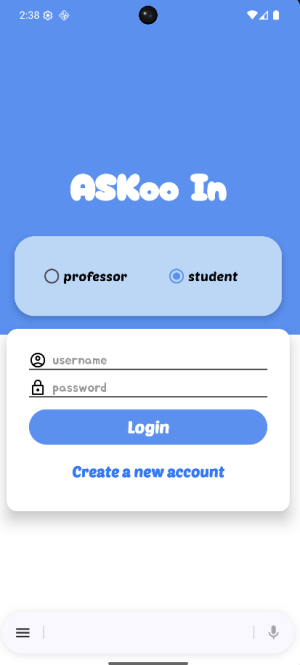 2:38
ASKoo In
professor
student
username
password
Login
Create a new account